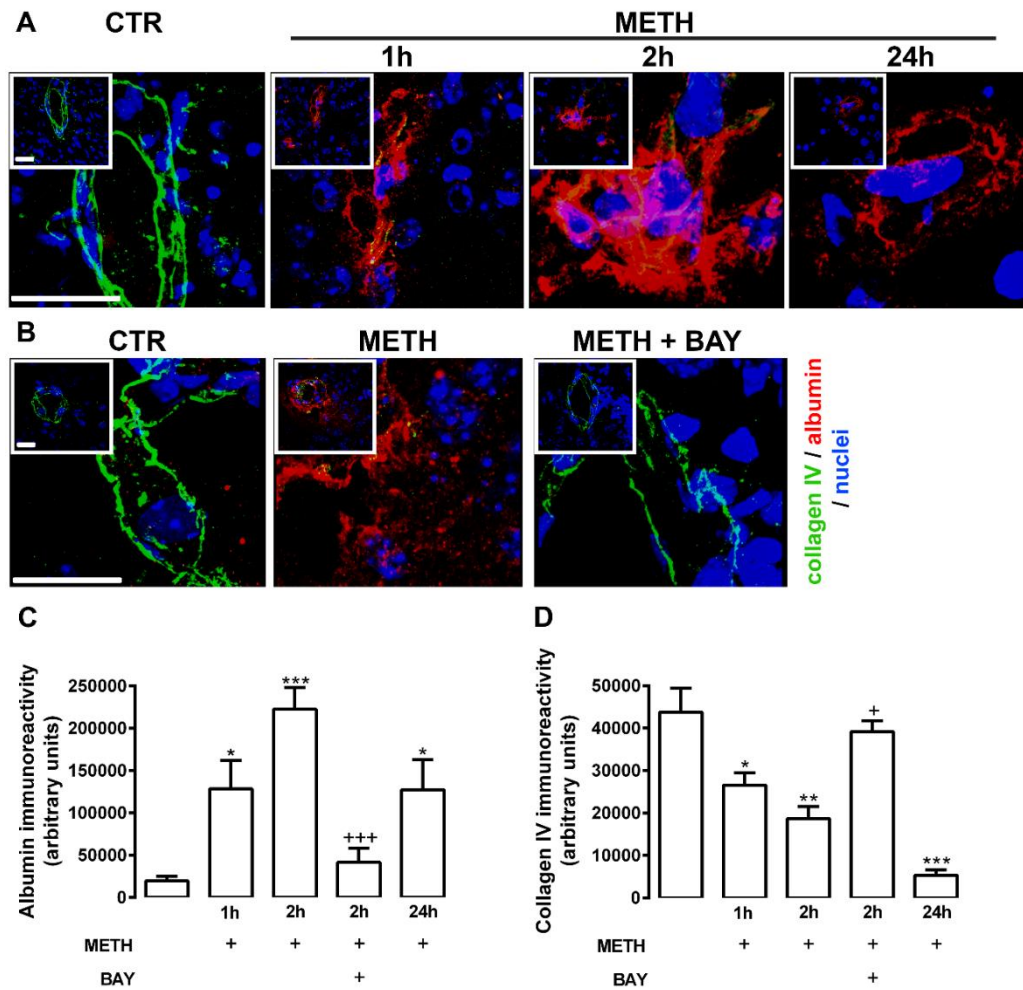 A CTR METH
1h 2h 24h
B CTR METH METH + BAY
collagen IV / albumin
/ nuclei
C
Albumin immunoreactivity
(arbitrary units)
250000
200000
150000
100000
50000
0
* *** +++ *
1h 2h 2h 24h
METH + + + +
BAY +
D
Collagen IV immunoreactivity
(arbitrary units)
50000
40000
30000
20000
10000
0
* ** + ***
1h 2h 2h 24h
METH + + + +
BAY +